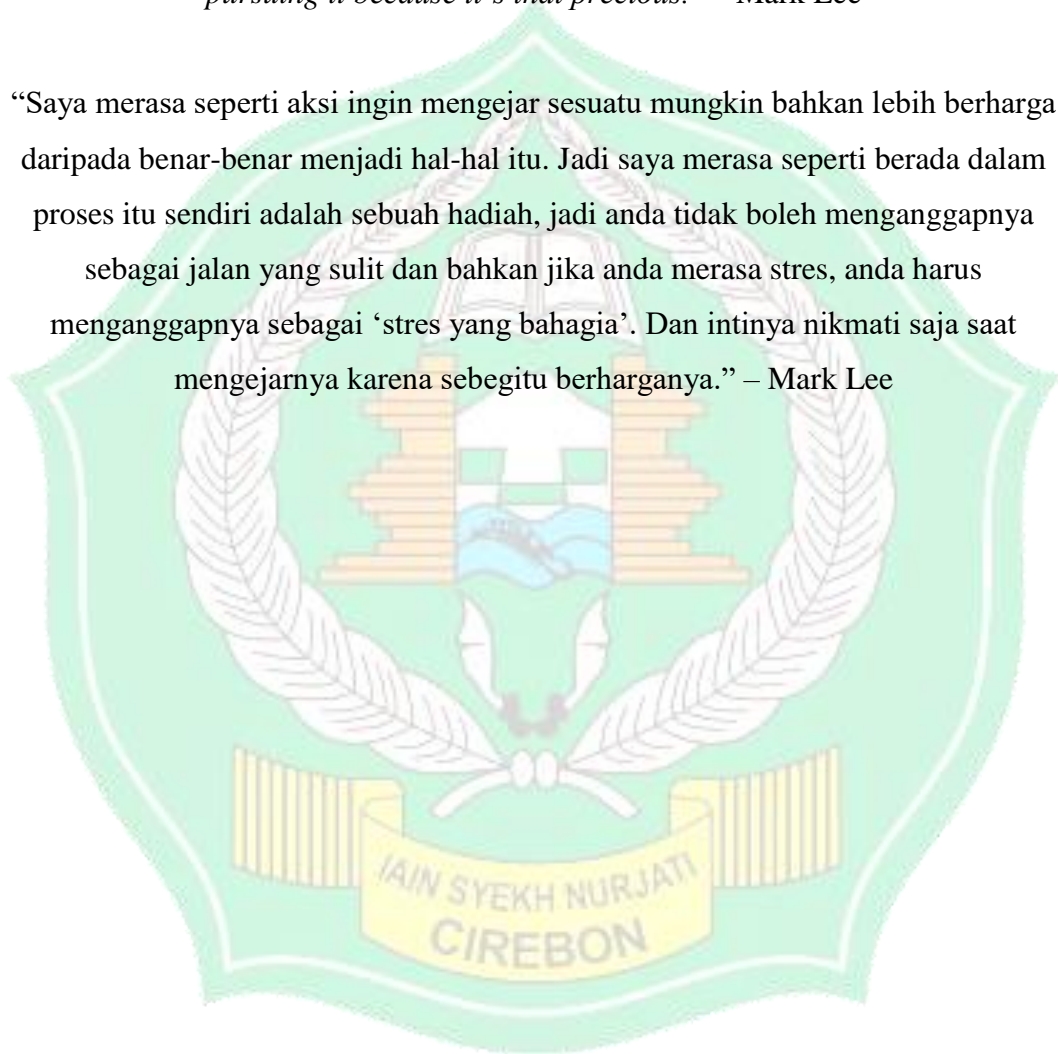 pursuing it because it's that precious.” – Mark Lee
“Saya merasa seperti aksi ingin mengejar sesuatu mungkin bahkan lebih berharga
daripada benar-benar menjadi hal-hal itu. Jadi saya merasa seperti berada dalam
proses itu sendiri adalah sebuah hadiah, jadi anda tidak boleh menganggapnya
sebagai jalan yang sulit dan bahkan jika anda merasa stres, anda harus
menganggapnya sebagai ‘stres yang bahagia’. Dan intinya nikmati saja saat
mengejarnya karena sebegitu berharganya.” – Mark Lee
IAIN SYEKH NURJATI
CIREBON